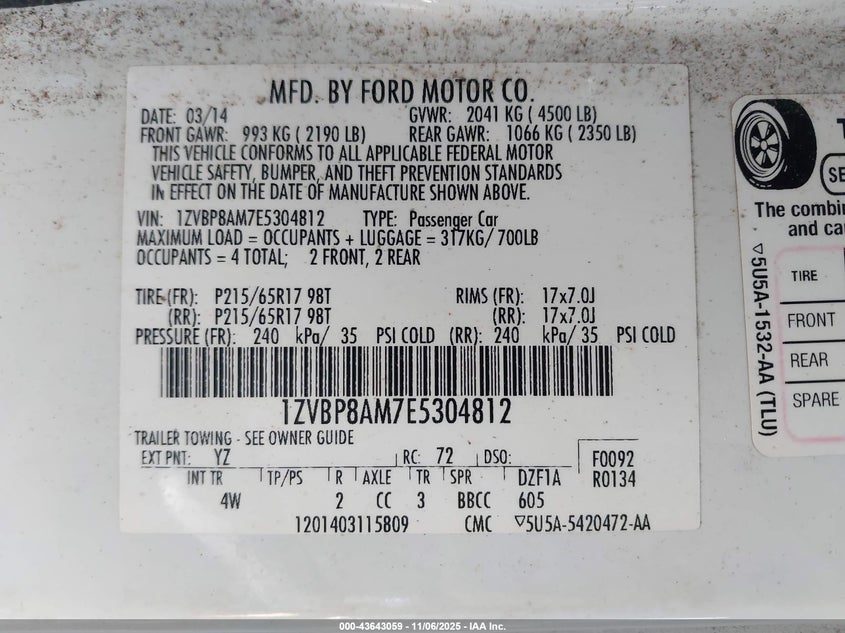 MFD. BY FORD MOTOR CO.
DATE: 03/14 GVWR: 2041 KG ( 4500 LB)
FRONT GAWR: 993 KG ( 2190 LB) REAR GAWR: 1066 KG ( 2350 LB)
THIS VEHICLE CONFORMS TO ALL APPLICABLE FEDERAL MOTOR
VEHICLE SAFETY, BUMPER, AND THEFT PREVENTION STANDARDS
IN EFFECT ON THE DATE OF MANUFACTURE SHOWN ABOVE.
VIN: 1ZVBP8AM7E5304812 TYPE: Passenger Car
MAXIMUM LOAD = OCCUPANTS + LUGGAGE = 317KG/ 700LB
OCCUPANTS = 4 TOTAL; 2 FRONT, 2 REAR
TIRE (FR): P215/65R17 98T RIMS (FR): 17x7.0J
(RR): P215/65R17 98T (RR): 17x7.0J
PRESSURE (FR): 240 kPa/ 35 PSI COLD (RR): 240 kPa/ 35 PSI COLD
1ZVBP8AM7E5304812
TRAILER TOWING - SEE OWNER GUIDE
EXT PNT: YZ RC: 72 DSO: F0092
INT TR TP/PS R AXLE TR SPR DZF1A R0134
4W 2 CC 3 BBCC 605
1201403115809 CMC ▽5U5A-5420472-AA
T
SE
The combin
and ca
TIRE
FRONT
REAR
SPARE
▽5U5A-1532-AA (TLU)
000-43643059 - 11/06/2025 - IAA Inc.